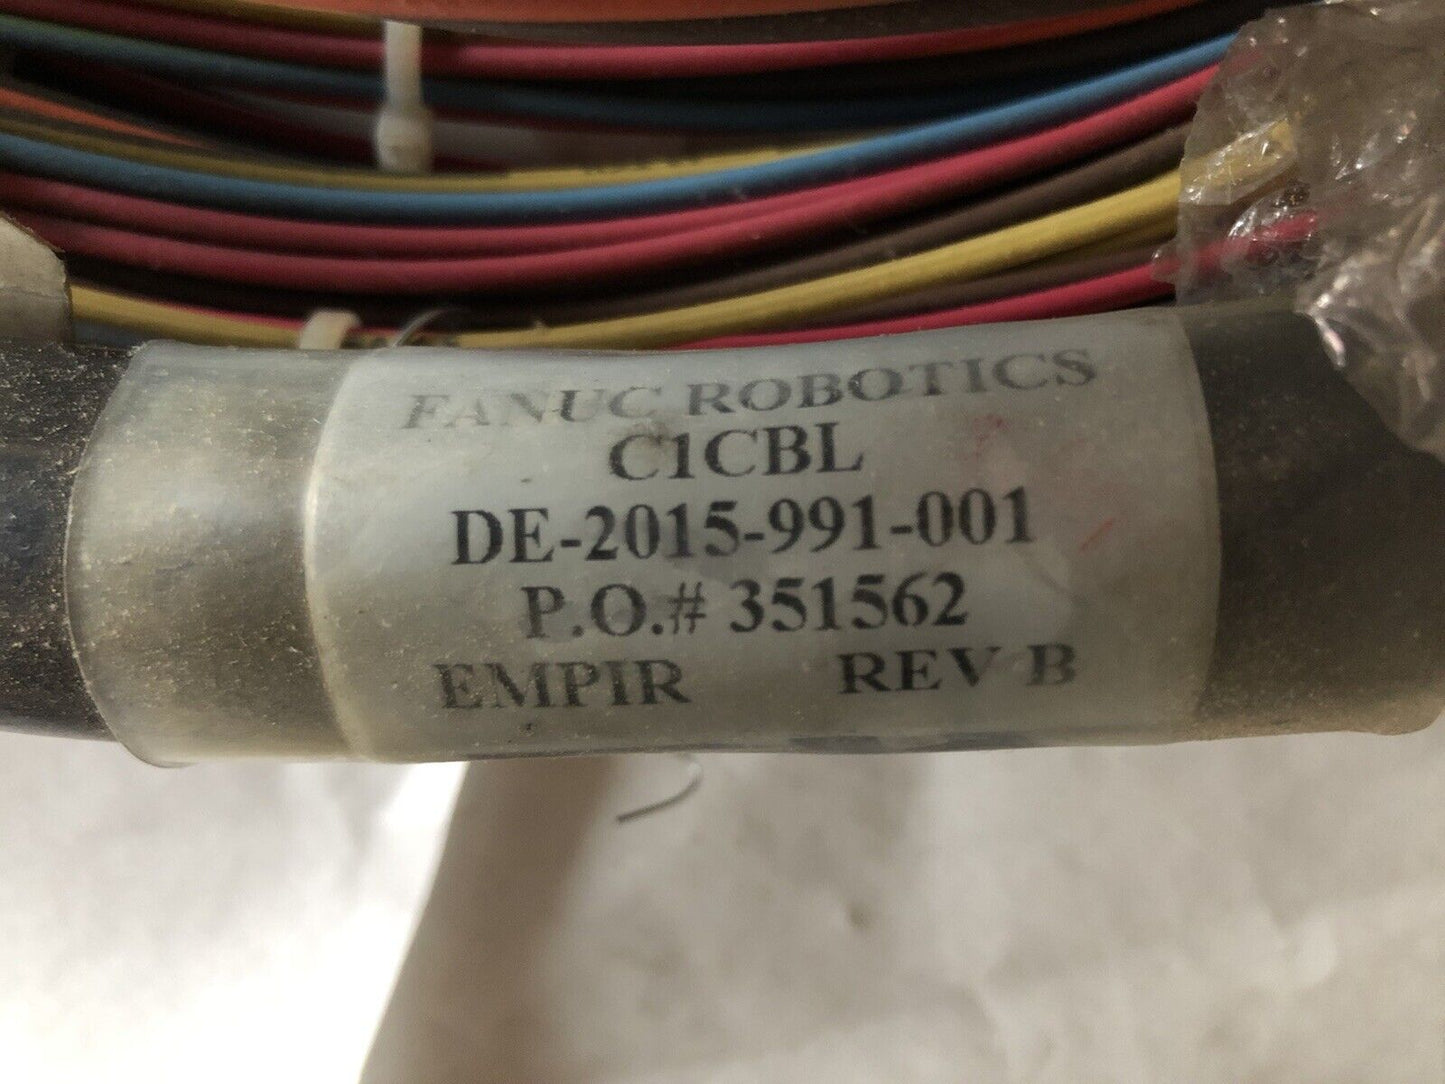 FANUC ROBOTICS
C1CBL
DE-2015-991-001
P.O.# 351562
EMPIR REV B